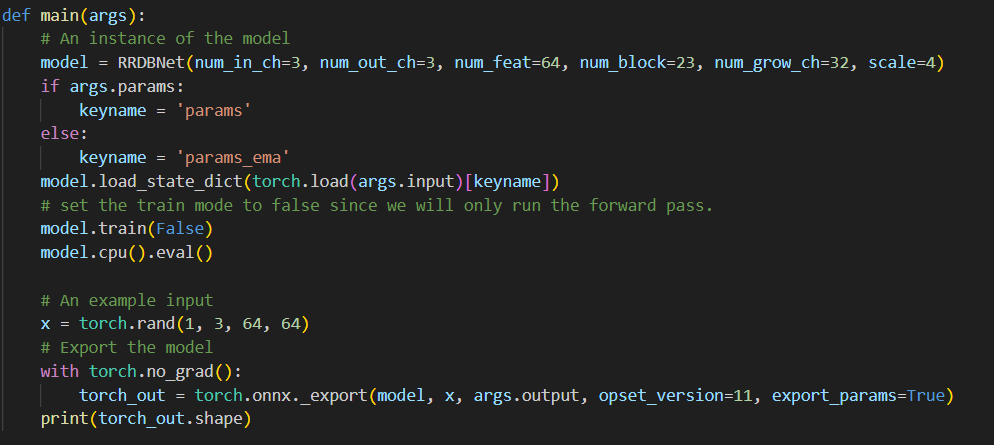 def main(args):
    # An instance of the model
    model = RRDBNet(num_in_ch=3, num_out_ch=3, num_feat=64, num_block=23, num_grow_ch=32, scale=4)
    if args.params:
        keyname = 'params'
    else:
        keyname = 'params_ema'
    model.load_state_dict(torch.load(args.input)[keyname])
    # set the train mode to false since we will only run the forward pass.
    model.train(False)
    model.cpu().eval()

    # An example input
    x = torch.rand(1, 3, 64, 64)
    # Export the model
    with torch.no_grad():
        torch_out = torch.onnx._export(model, x, args.output, opset_version=11, export_params=True)
    print(torch_out.shape)